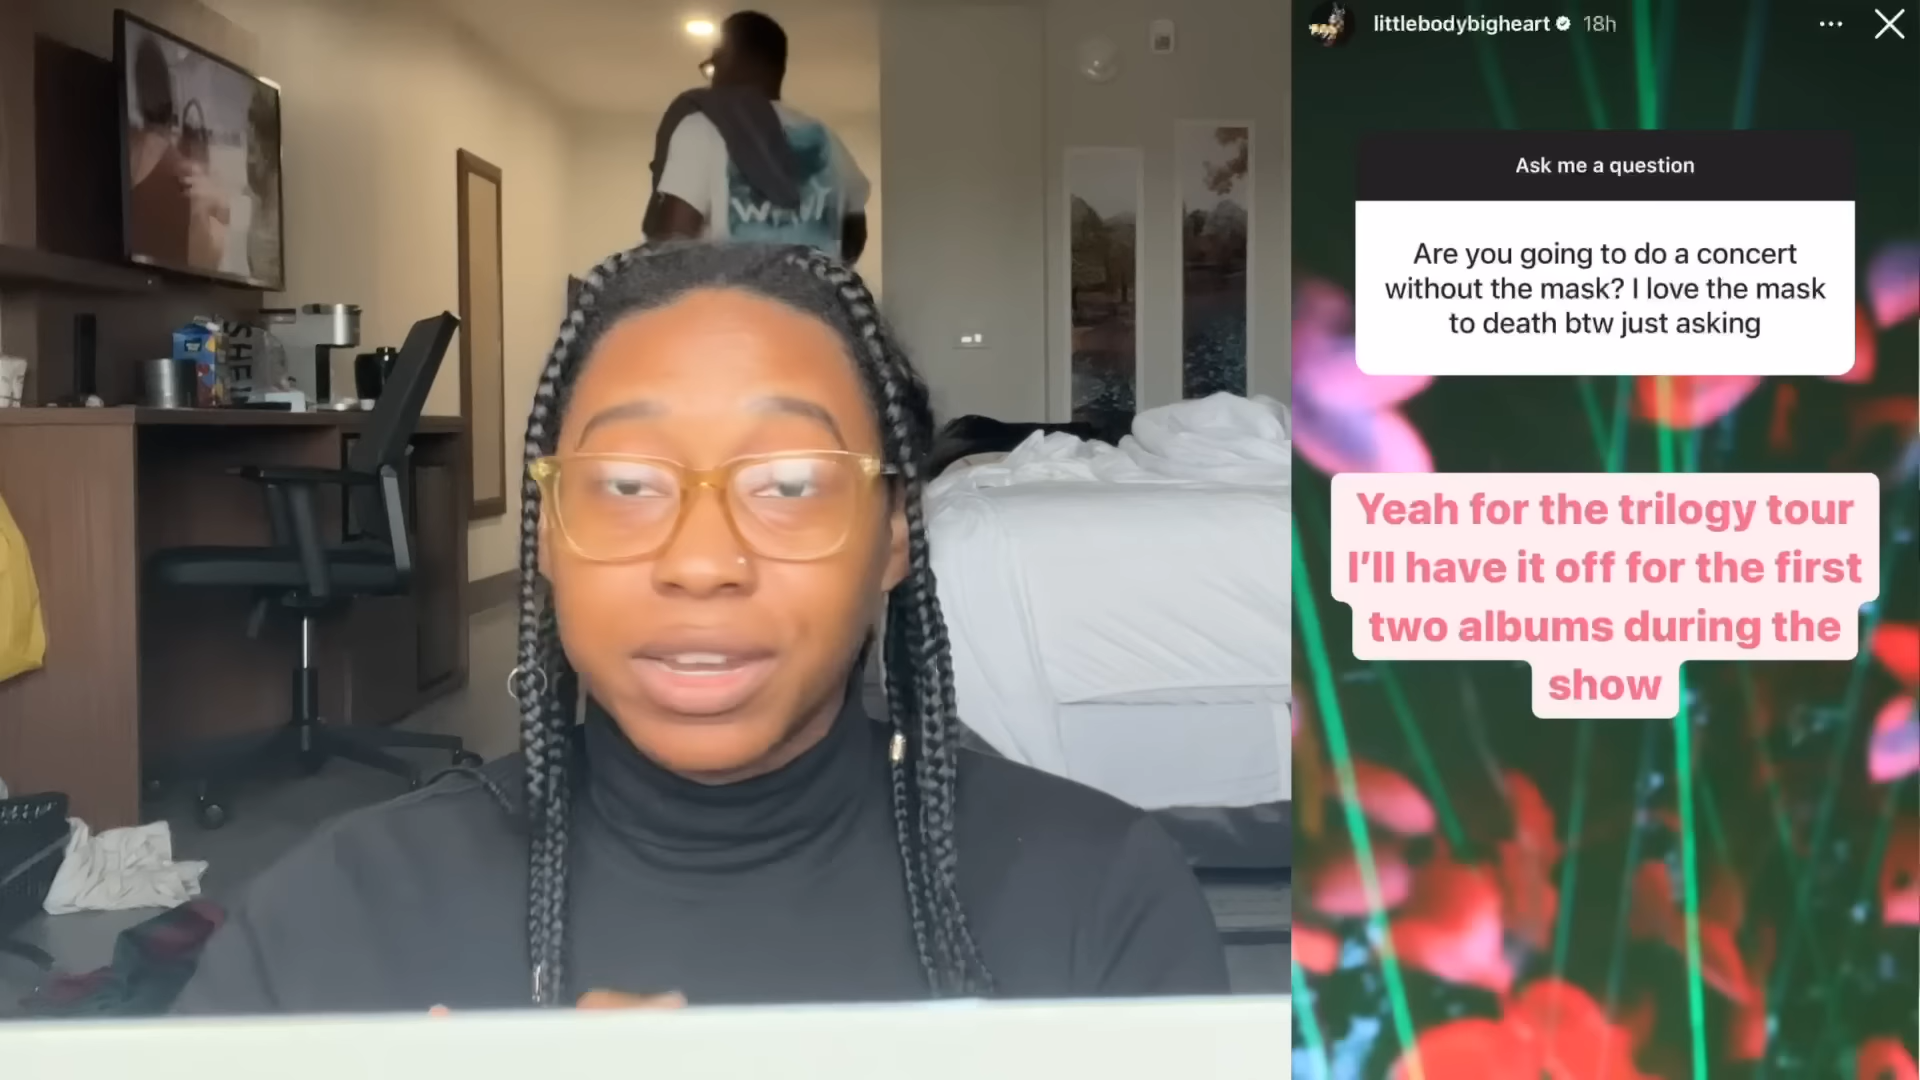 littlebodybigheart 18h
Ask me a question
Are you going to do a concert
without the mask? I love the mask
to death btw just asking
Yeah for the trilogy tour
I'll have it off for the first
two albums during the
show